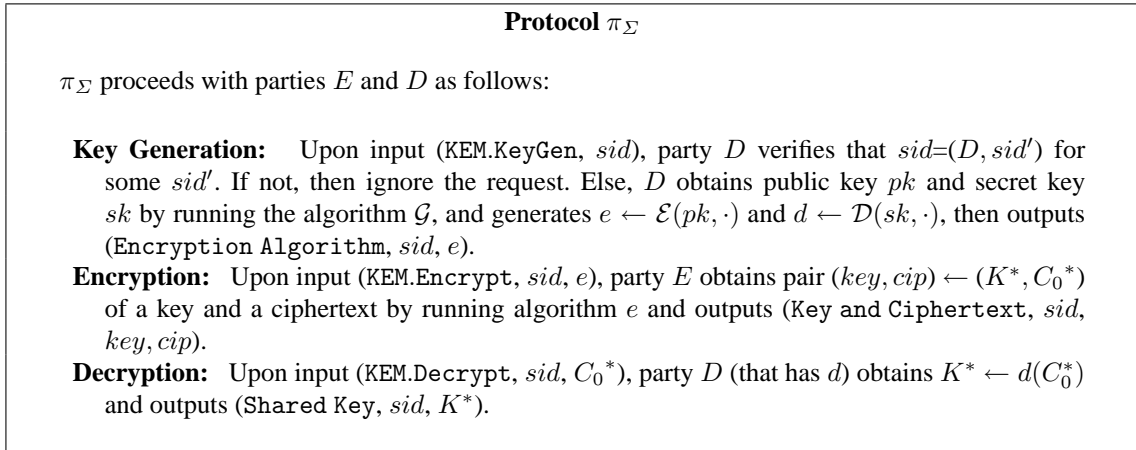 Protocol π_Σ
π_Σ proceeds with parties E and D as follows:
Key Generation: Upon input (KEM.KeyGen, sid), party D verifies that sid=(D, sid′) for
some sid′. If not, then ignore the request. Else, D obtains public key pk and secret key
sk by running the algorithm 𝒢, and generates e ← ℰ(pk, ·) and d ← 𝒟(sk, ·), then outputs
(Encryption Algorithm, sid, e).
Encryption: Upon input (KEM.Encrypt, sid, e), party E obtains pair (key, cip) ← (K*, C₀*)
of a key and a ciphertext by running algorithm e and outputs (Key and Ciphertext, sid,
key, cip).
Decryption: Upon input (KEM.Decrypt, sid, C₀*), party D (that has d) obtains K* ← d(C₀*)
and outputs (Shared Key, sid, K*).